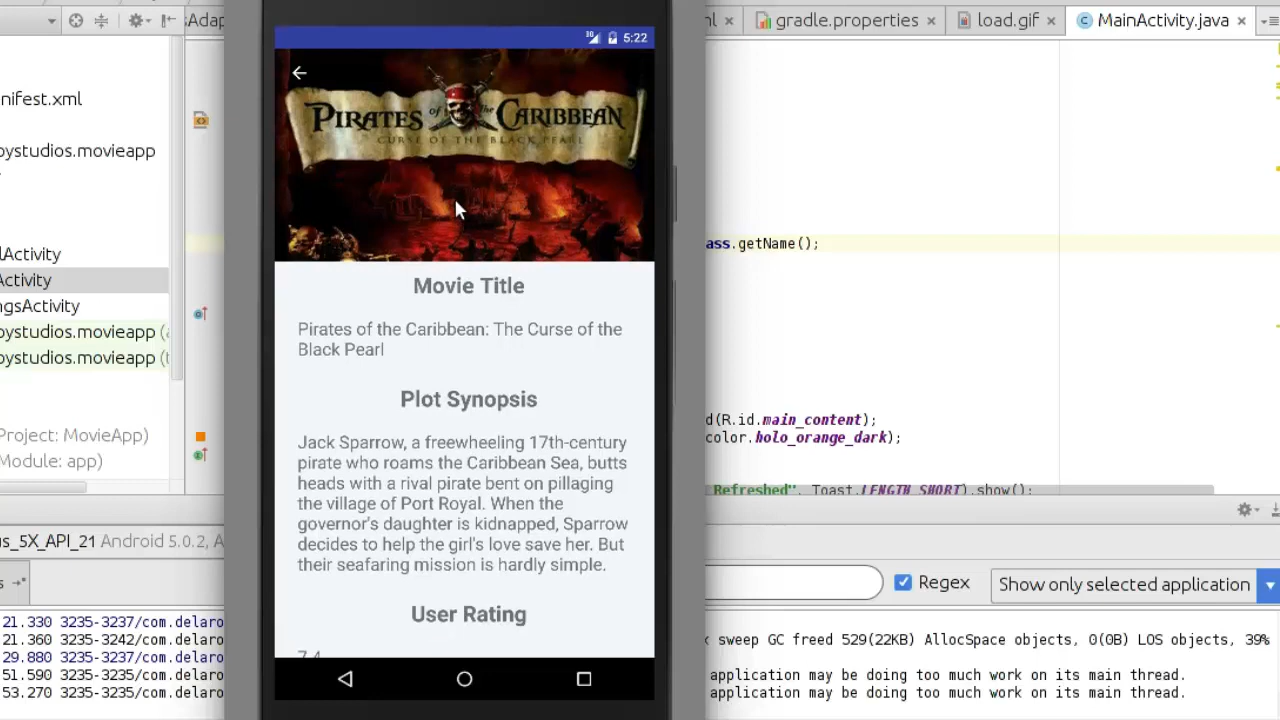 sAdap
ml
gradle.properties
load.gif
MainActivity.java
5:22
nifest.xml
PIRATES of the CARIBBEAN
CURSE OF THE BLACK PEARL
oystudios.movieapp
ass.getName();
lActivity
Activity
ngsActivity
oystudios.movieapp (a
oystudios.movieapp (t
Movie Title
Pirates of the Caribbean: The Curse of the
Black Pearl
Plot Synopsis
Jack Sparrow, a freewheeling 17th-century
pirate who roams the Caribbean Sea, butts
heads with a rival pirate bent on pillaging
the village of Port Royal. When the
governor's daughter is kidnapped, Sparrow
decides to help the girl's love save her. But
their seafaring mission is hardly simple.
User Rating
7.4
d(R.id.main_content);
color.holo_orange_dark);
Project: MovieApp)
Module: app)
Refreshed", Toast.LENGTH_SHORT).show();
us_5X_API_21 Android 5.0.2, A
s
Regex
Show only selected application
21.330 3235-3237/com.delaro
21.360 3235-3242/com.delaro
29.880 3235-3237/com.delaro
51.590 3235-3235/com.delaro
53.270 3235-3235/com.delaro
k sweep GC freed 529(22KB) AllocSpace objects, 0(0B) LOS objects, 39%
application may be doing too much work on its main thread.
application may be doing too much work on its main thread.